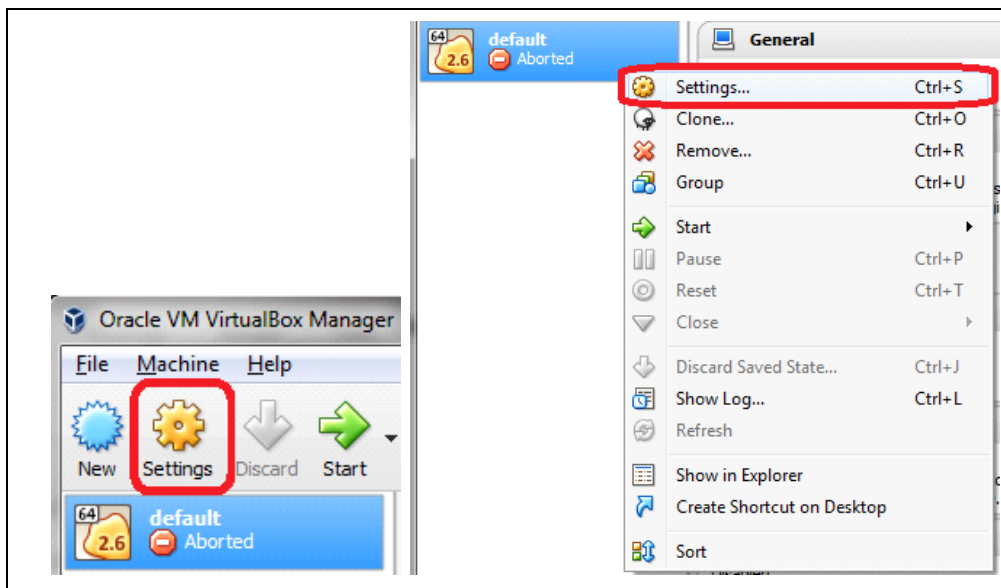 Oracle VM VirtualBox Manager
File Machine Help
New Settings Discard Start
64
2.6
default
Aborted
64
2.6
default
Aborted
General
Settings... Ctrl+S
Clone... Ctrl+O
Remove... Ctrl+R
Group Ctrl+U
Start
Pause Ctrl+P
Reset Ctrl+T
Close
Discard Saved State... Ctrl+J
Show Log... Ctrl+L
Refresh
Show in Explorer
Create Shortcut on Desktop
Sort